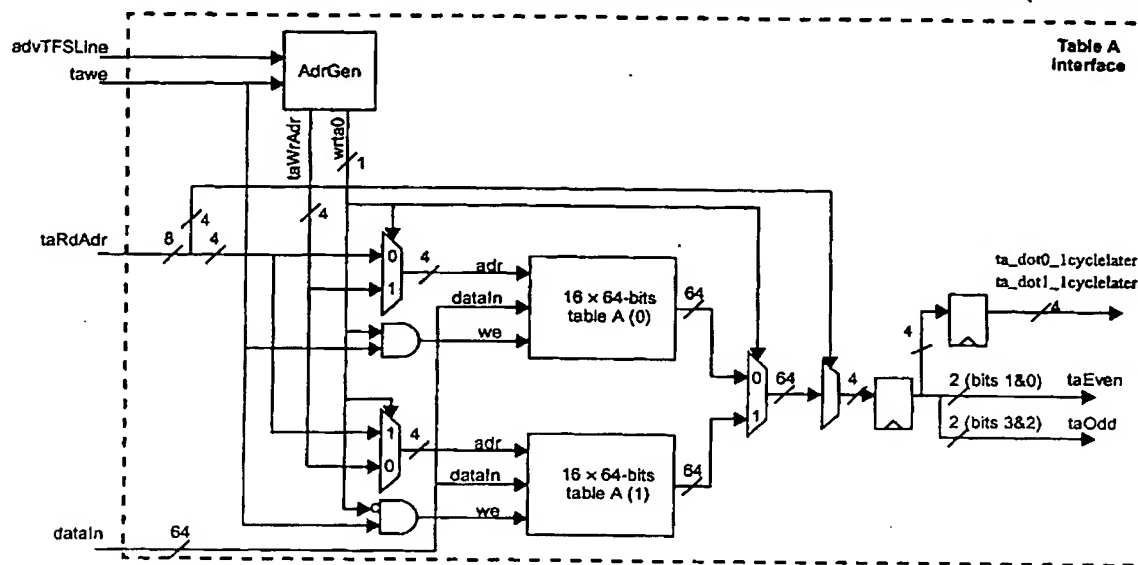 advTFSLine
tawe
AdrGen
Table A
Interface
taWrAdr
wrta0
1
4
4
taRdAdr
8
4
0
1
4
adr
dataIn
we
16 × 64-bits
table A (0)
64
ta_dot0_1cyclelater
ta_dot1_1cyclelater
4
4
0
1
64
4
2 (bits 1&0)
taEven
2 (bits 3&2)
taOdd
1
0
4
adr
dataIn
we
16 × 64-bits
table A (1)
64
dataIn
64